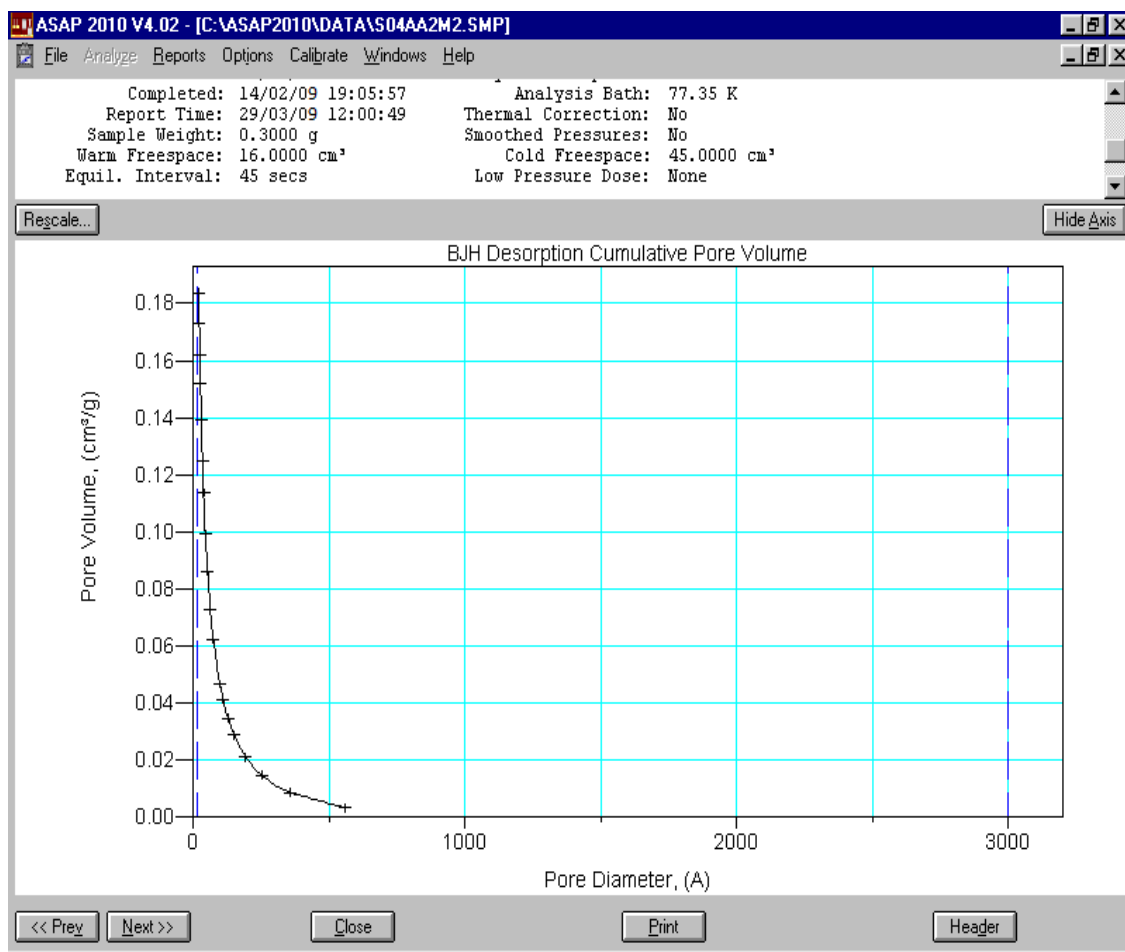 ASAP 2010 V4.02 - [C:\ASAP2010\DATA\S04AA2M2.SMP]
File Analyze Reports Options Calibrate Windows Help
Completed: 14/02/09 19:05:57 Analysis Bath: 77.35 K
Report Time: 29/03/09 12:00:49 Thermal Correction: No
Sample Weight: 0.3000 g Smoothed Pressures: No
Warm Freespace: 16.0000 cm³ Cold Freespace: 45.0000 cm³
Equil. Interval: 45 secs Low Pressure Dose: None
Rescale... Hide Axis
BJH Desorption Cumulative Pore Volume
Pore Volume, (cm³/g)
0.18
0.16
0.14
0.12
0.10
0.08
0.06
0.04
0.02
0.00
0 1000 2000 3000
Pore Diameter, (A)
<< Prev Next >> Close Print Header